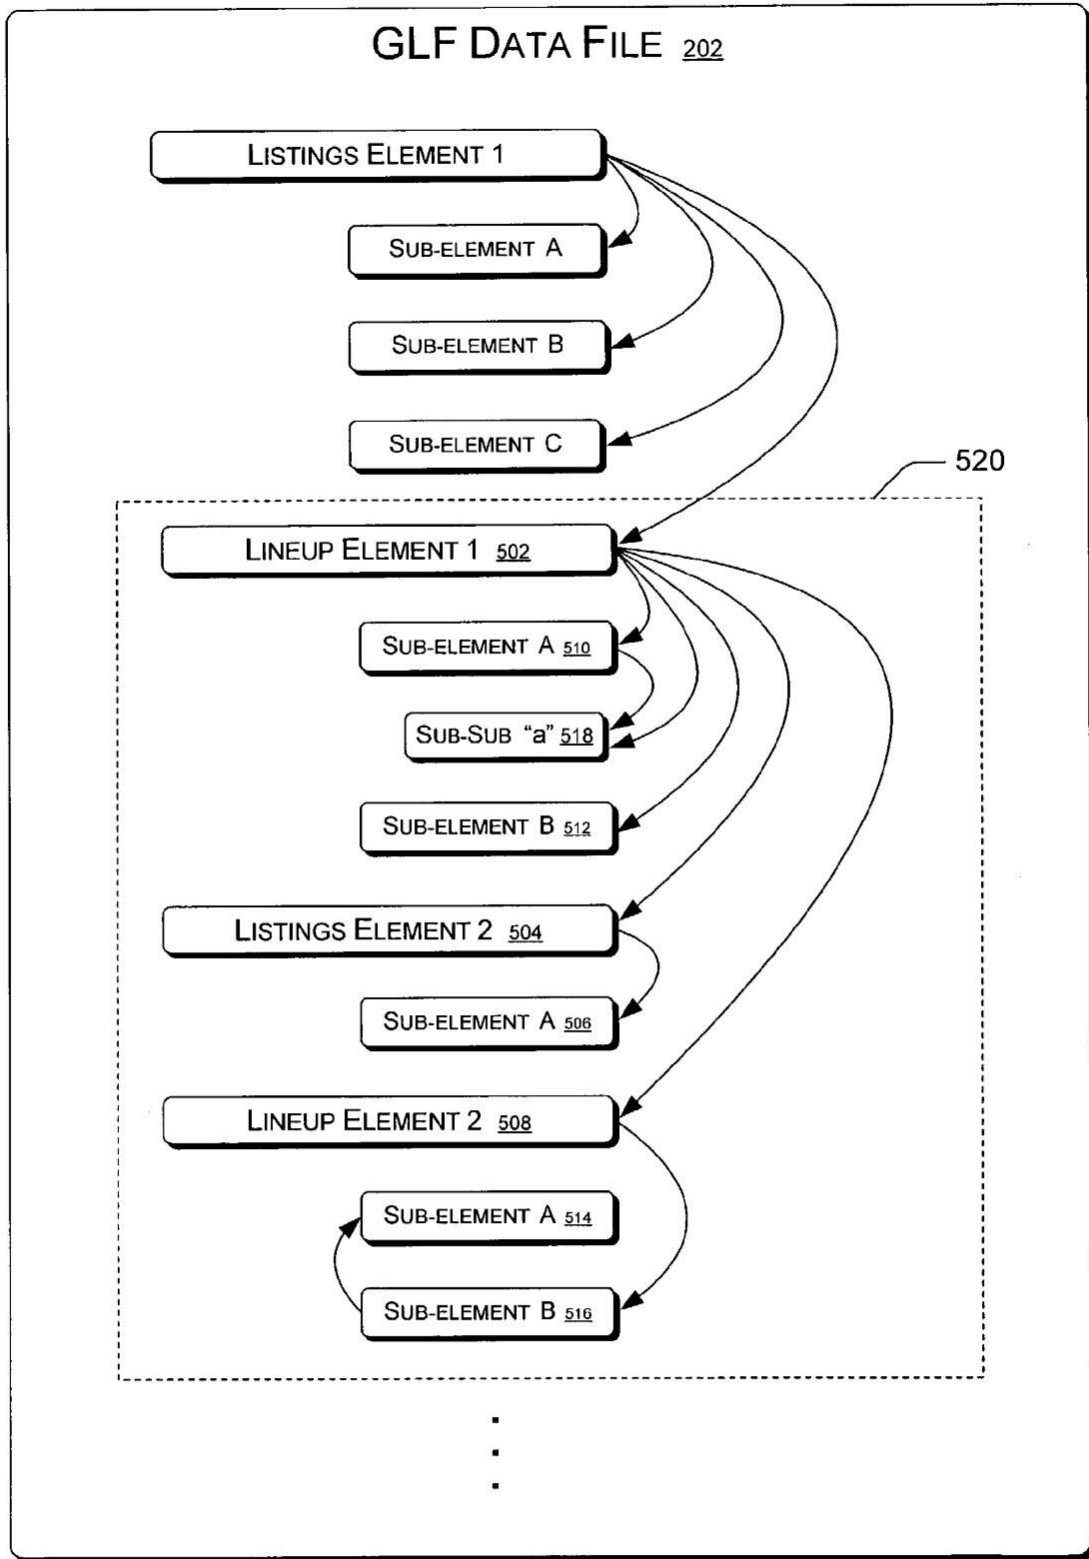 GLF DATA FILE 202
LISTINGS ELEMENT 1
SUB-ELEMENT A
SUB-ELEMENT B
SUB-ELEMENT C
520
LINEUP ELEMENT 1 502
SUB-ELEMENT A 510
SUB-SUB "a" 518
SUB-ELEMENT B 512
LISTINGS ELEMENT 2 504
SUB-ELEMENT A 506
LINEUP ELEMENT 2 508
SUB-ELEMENT A 514
SUB-ELEMENT B 516